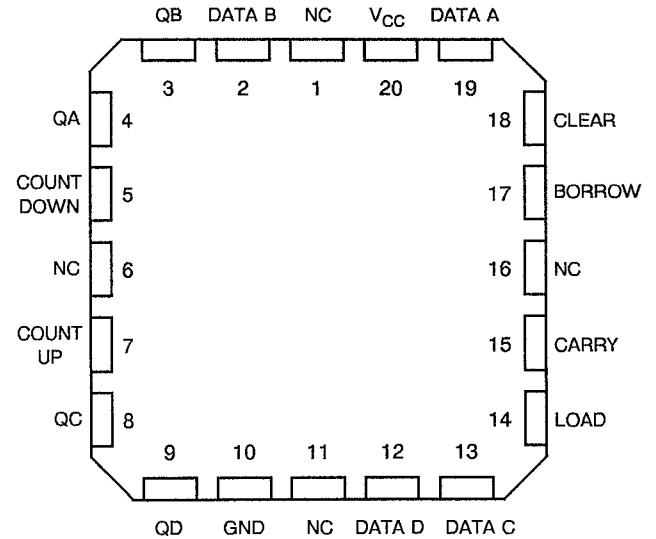 QB DATA B NC VCC DATA A
3 2 1 20 19
QA 4 18 CLEAR
COUNT
DOWN
5 17 BORROW
NC 6 16 NC
COUNT
UP
7 15 CARRY
QC 8 14 LOAD
9 10 11 12 13
QD GND NC DATA D DATA C